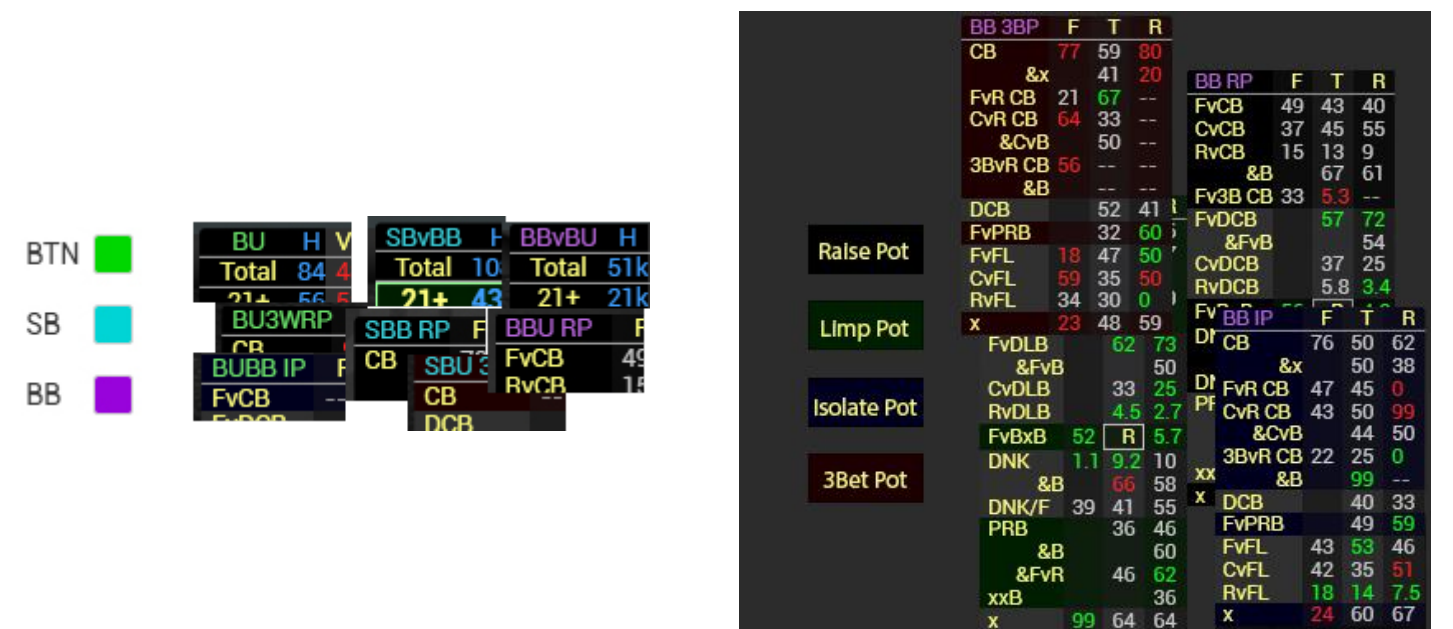 BTN
SB
BB
BU H V
Total 84 4
21+ 56 5
SBvBB H
Total 10
21+ 43
BBvBU H
Total 51k
21+ 21k
BU3WRP
CB
SBB RP F
CB
BBU RP
FvCB 49
RvCB 15
BUBB IP F
FvCB --
SBU 3
CB --
DCB
Raise Pot
Limp Pot
Isolate Pot
3Bet Pot
BB 3BP F T R
CB 77 59 80
&x 41 20
FvR CB 21 67 --
CvR CB 64 33 --
&CvB 50 --
3BvR CB 56 -- --
&B -- --
DCB 52 41
FvPRB 32 60
FvFL 18 47 50
CvFL 59 35 50
RvFL 34 30 0
x 23 48 59
FvDLB 62 73
&FvB 50
CvDLB 33 25
RvDLB 4.5 2.7
FvBxB 52 R 5.7
DNK 1.1 9.2 10
&B 66 58
DNK/F 39 41 55
PRB 36 46
&B 60
&FvR 46 62
xxB 36
x 99 64 64
BB RP F T R
FvCB 49 43 40
CvCB 37 45 55
RvCB 15 13 9
&B 67 61
Fv3B CB 33 5.3 --
FvDCB 57 72
&FvB 54
CvDCB 37 25
RvDCB 5.8 3.4
xx
x
BB IP F T R
CB 76 50 62
&x 50 38
FvR CB 47 45 0
CvR CB 43 50 99
&CvB 44 50
3BvR CB 22 25 0
&B 99 --
DCB 40 33
FvPRB 49 59
FvFL 43 53 46
CvFL 42 35 51
RvFL 18 14 7.5
x 24 60 67